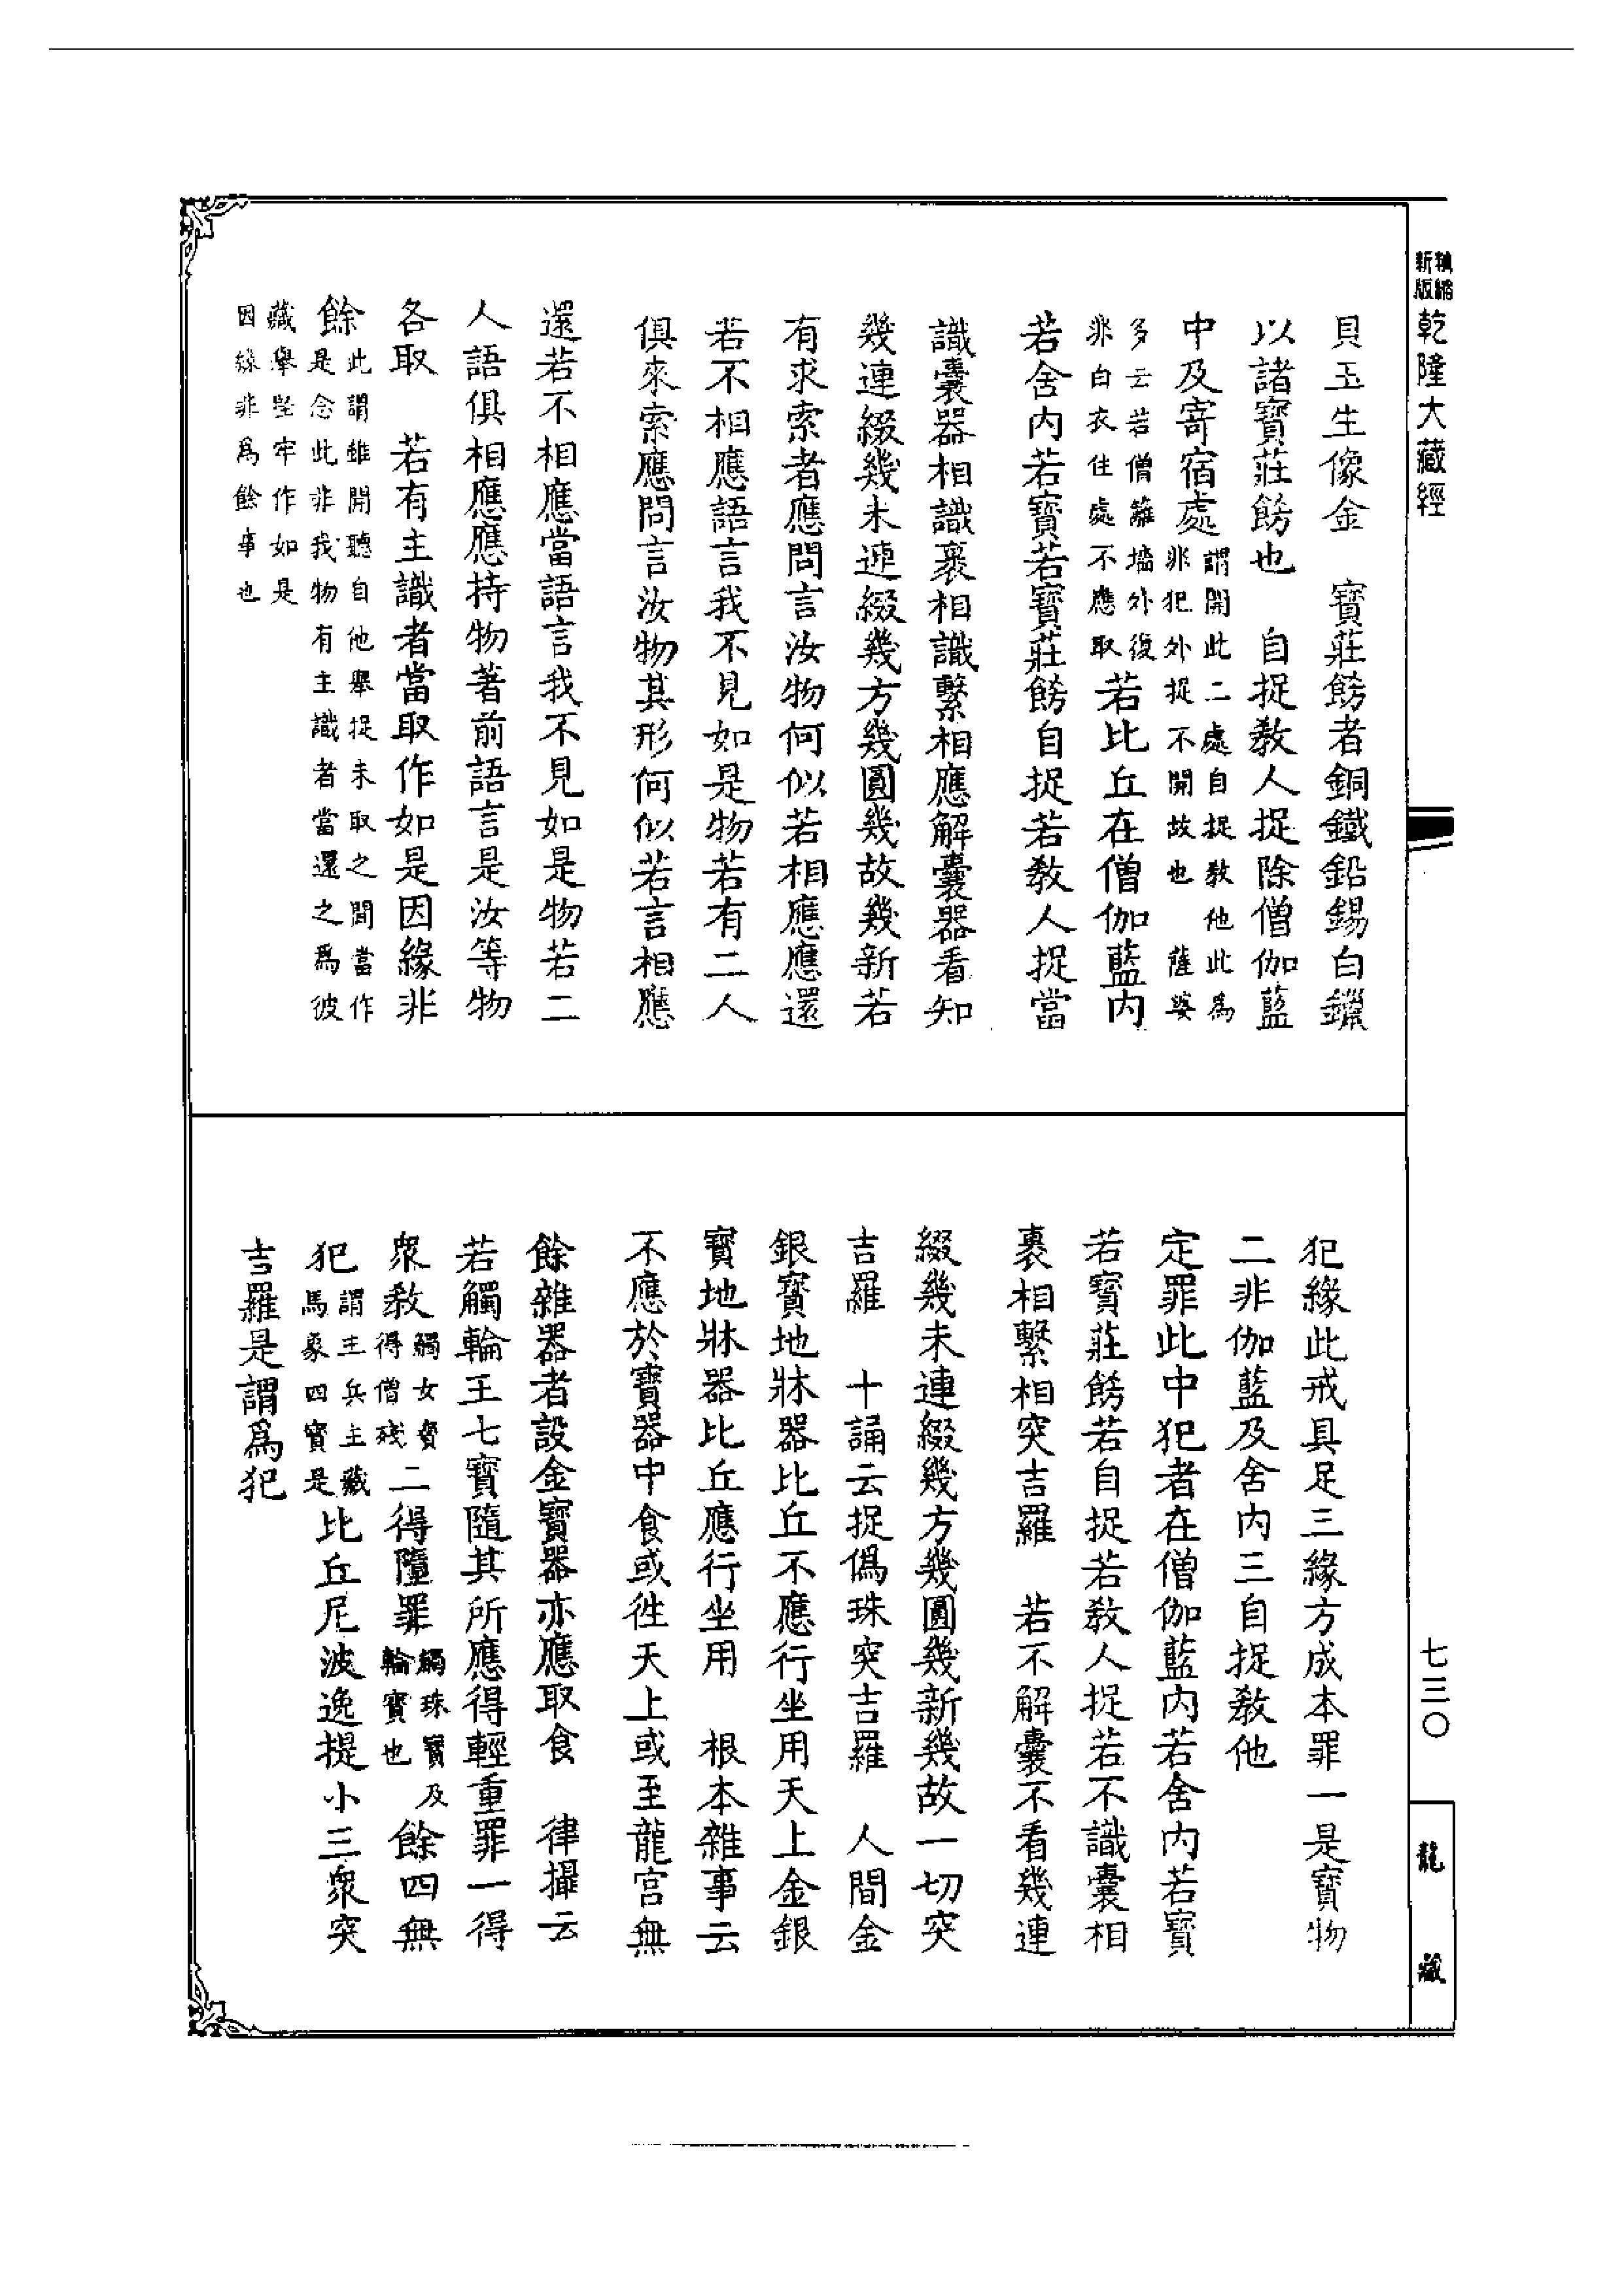 新版精縮
乾隆大藏經
七三〇
龍藏
貝玉生像金　寶莊飾者銅鐵鉛錫白鑞
以諸寶莊飾也　自捉教人捉除僧伽藍
中及寄宿處謂開此二處自捉教他此為非犯外捉不開故也　薩婆
多云若僧籬墻外復非白衣住處不應取若比丘在僧伽藍內
若舍內若寶若寶莊飾自捉若教人捉當
識囊器相識裹相識繫相應解囊器看知
幾連綴幾未連綴幾方幾圓幾故幾新若
有求索者應問言汝物何似若相應應還
若不相應語言我不見如是物若有二人
俱來索應問言汝物其形何似若言相應
還若不相應當語言我不見如是物若二
人語俱相應應持物著前語言是汝等物
各取　若有主識者當取作如是因緣非
餘此謂雖開聽自他舉捉未取之間當作是念此非我物有主識者當還之為彼
藏舉堅牢作如是因緣非為餘事也
犯緣此戒具足三緣方成本罪一是寶物
二非伽藍及舍內三自捉教他
定罪此中犯者在僧伽藍內若舍內若寶
若寶莊飾若自捉若教人捉若不識囊相
裹相繫相突吉羅　若不解囊不看幾連
綴幾未連綴幾方幾圓幾新幾故一切突
吉羅　十誦云捉偽珠突吉羅　人間金
銀寶地牀器比丘不應行坐用天上金銀
寶地牀器比丘應行坐用　根本雜事云
不應於寶器中食或往天上或至龍宮無
餘雜器者設金寶器亦應取食　律攝云
若觸輪王七寶隨其所應得輕重罪一得
眾教觸女寶得僧殘二得墮罪觸珠寶及輪寶也餘四無
犯謂主兵主藏馬象四寶是比丘尼波逸提小三眾突
吉羅是謂為犯